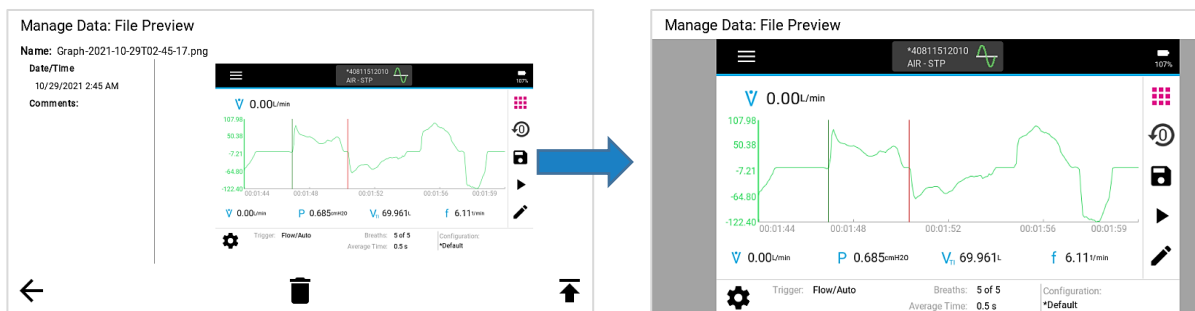 Manage Data: File Preview
Name: Graph-2021-10-29T02-45-17.png
Date/Time
10/29/2021 2:45 AM
Comments:
*40811512010
AIR - STP
107%
V̇ 0.00L/min
107.98
50.38
-7.21
-64.80
-122.40
00:01:44 00:01:48 00:01:52 00:01:56 00:01:59
0
V̇ 0.00L/min P 0.685cmH2O VTI 69.961L f 6.111/min
Trigger: Flow/Auto Breaths: 5 of 5 Configuration:
Average Time: 0.5 s *Default
Manage Data: File Preview
*40811512010
AIR - STP
107%
V̇ 0.00L/min
107.98
50.38
-7.21
-64.80
-122.40
00:01:44 00:01:48 00:01:52 00:01:56 00:01:59
0
V̇ 0.00L/min P 0.685cmH2O VTI 69.961L f 6.111/min
Trigger: Flow/Auto Breaths: 5 of 5 Configuration:
Average Time: 0.5 s *Default